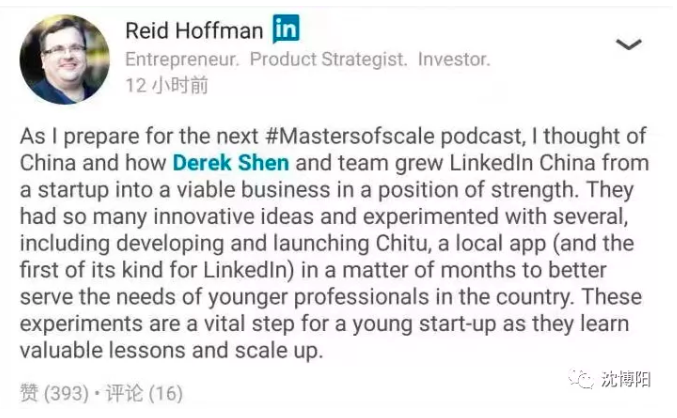 Reid Hoffman in
Entrepreneur. Product Strategist. Investor.
12 小时前
As I prepare for the next #Mastersofscale podcast, I thought of
China and how Derek Shen and team grew LinkedIn China from
a startup into a viable business in a position of strength. They
had so many innovative ideas and experimented with several,
including developing and launching Chitu, a local app (and the
first of its kind for LinkedIn) in a matter of months to better
serve the needs of younger professionals in the country. These
experiments are a vital step for a young start-up as they learn
valuable lessons and scale up.
赞 (393) • 评论 (16)
沈博阳